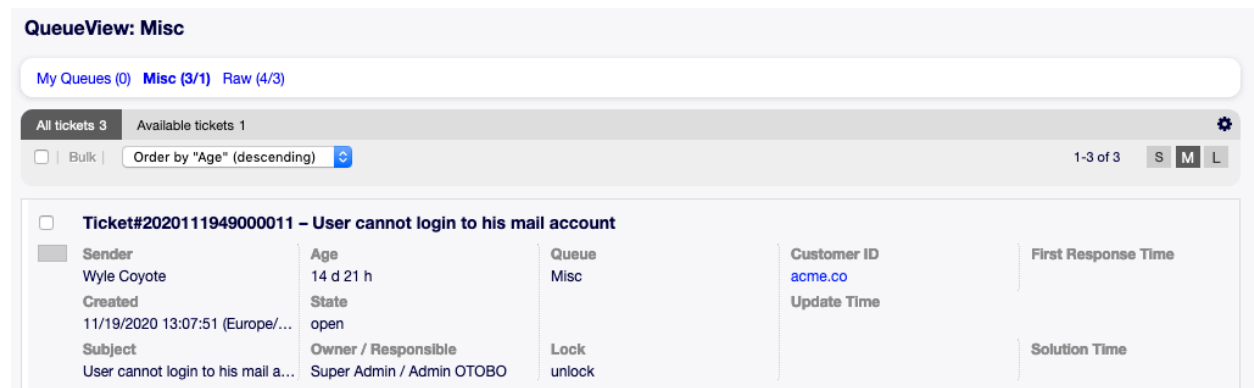 QueueView: Misc
My Queues (0) Misc (3/1) Raw (4/3)
All tickets 3 Available tickets 1
| Bulk | Order by "Age" (descending) 1-3 of 3 S M L
Ticket#2020111949000011 – User cannot login to his mail account
Sender Age Queue Customer ID First Response Time
Wyle Coyote 14 d 21 h Misc acme.co
Created State Update Time
11/19/2020 13:07:51 (Europe/... open
Subject Owner / Responsible Lock Solution Time
User cannot login to his mail a... Super Admin / Admin OTOBO unlock